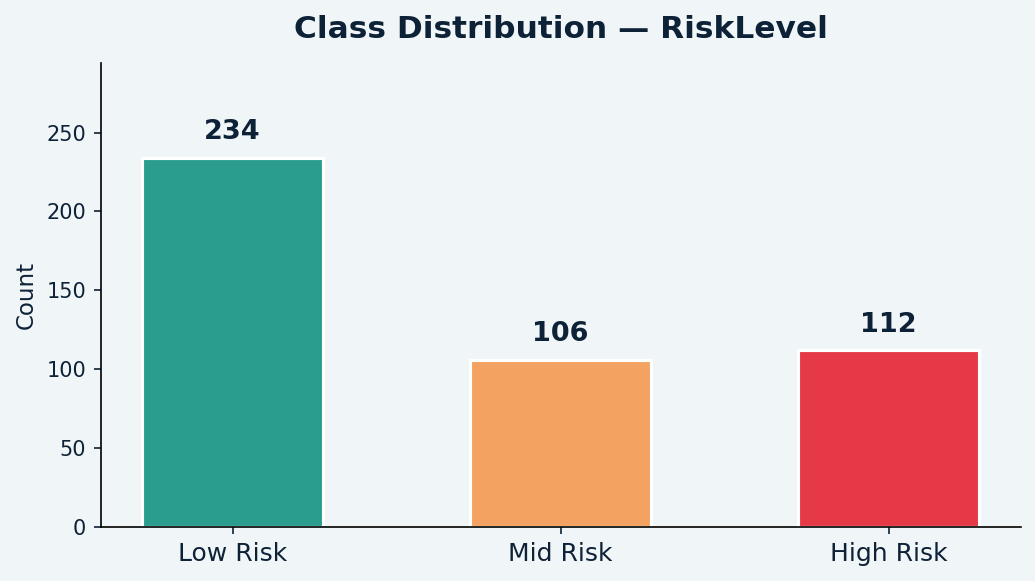 Class Distribution — RiskLevel
Count
250
200
150
100
50
0
234
106
112
Low Risk
Mid Risk
High Risk